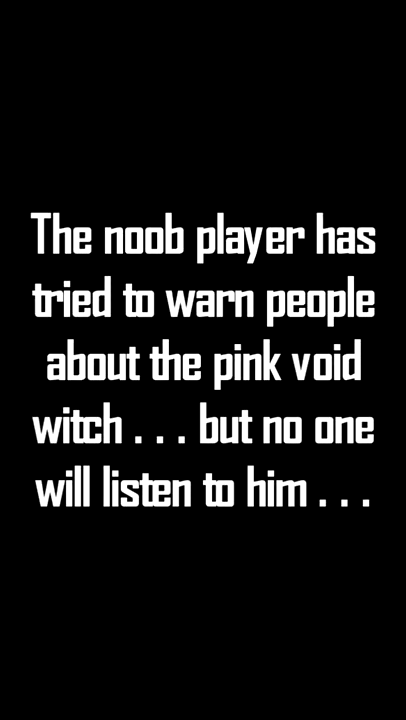 The noob player has
tried to warn people
about the pink void
witch . . . but no one
will listen to him . . .